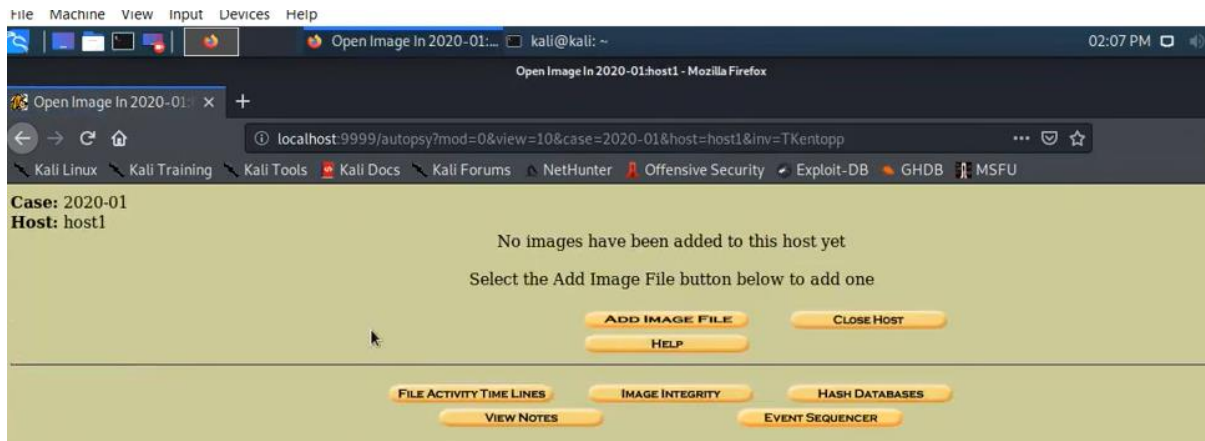 File Machine View Input Devices Help
Open Image In 2020-01:... kali@kali: ~ 02:07 PM
Open Image In 2020-01:host1 - Mozilla Firefox
Open Image In 2020-01:
localhost:9999/autopsy?mod=0&view=10&case=2020-01&host=host1&inv=TKentopp
Kali Linux Kali Training Kali Tools Kali Docs Kali Forums NetHunter Offensive Security Exploit-DB GHDB MSFU
Case: 2020-01
Host: host1
No images have been added to this host yet
Select the Add Image File button below to add one
ADD IMAGE FILE CLOSE HOST
HELP
FILE ACTIVITY TIME LINES IMAGE INTEGRITY HASH DATABASES
VIEW NOTES EVENT SEQUENCER